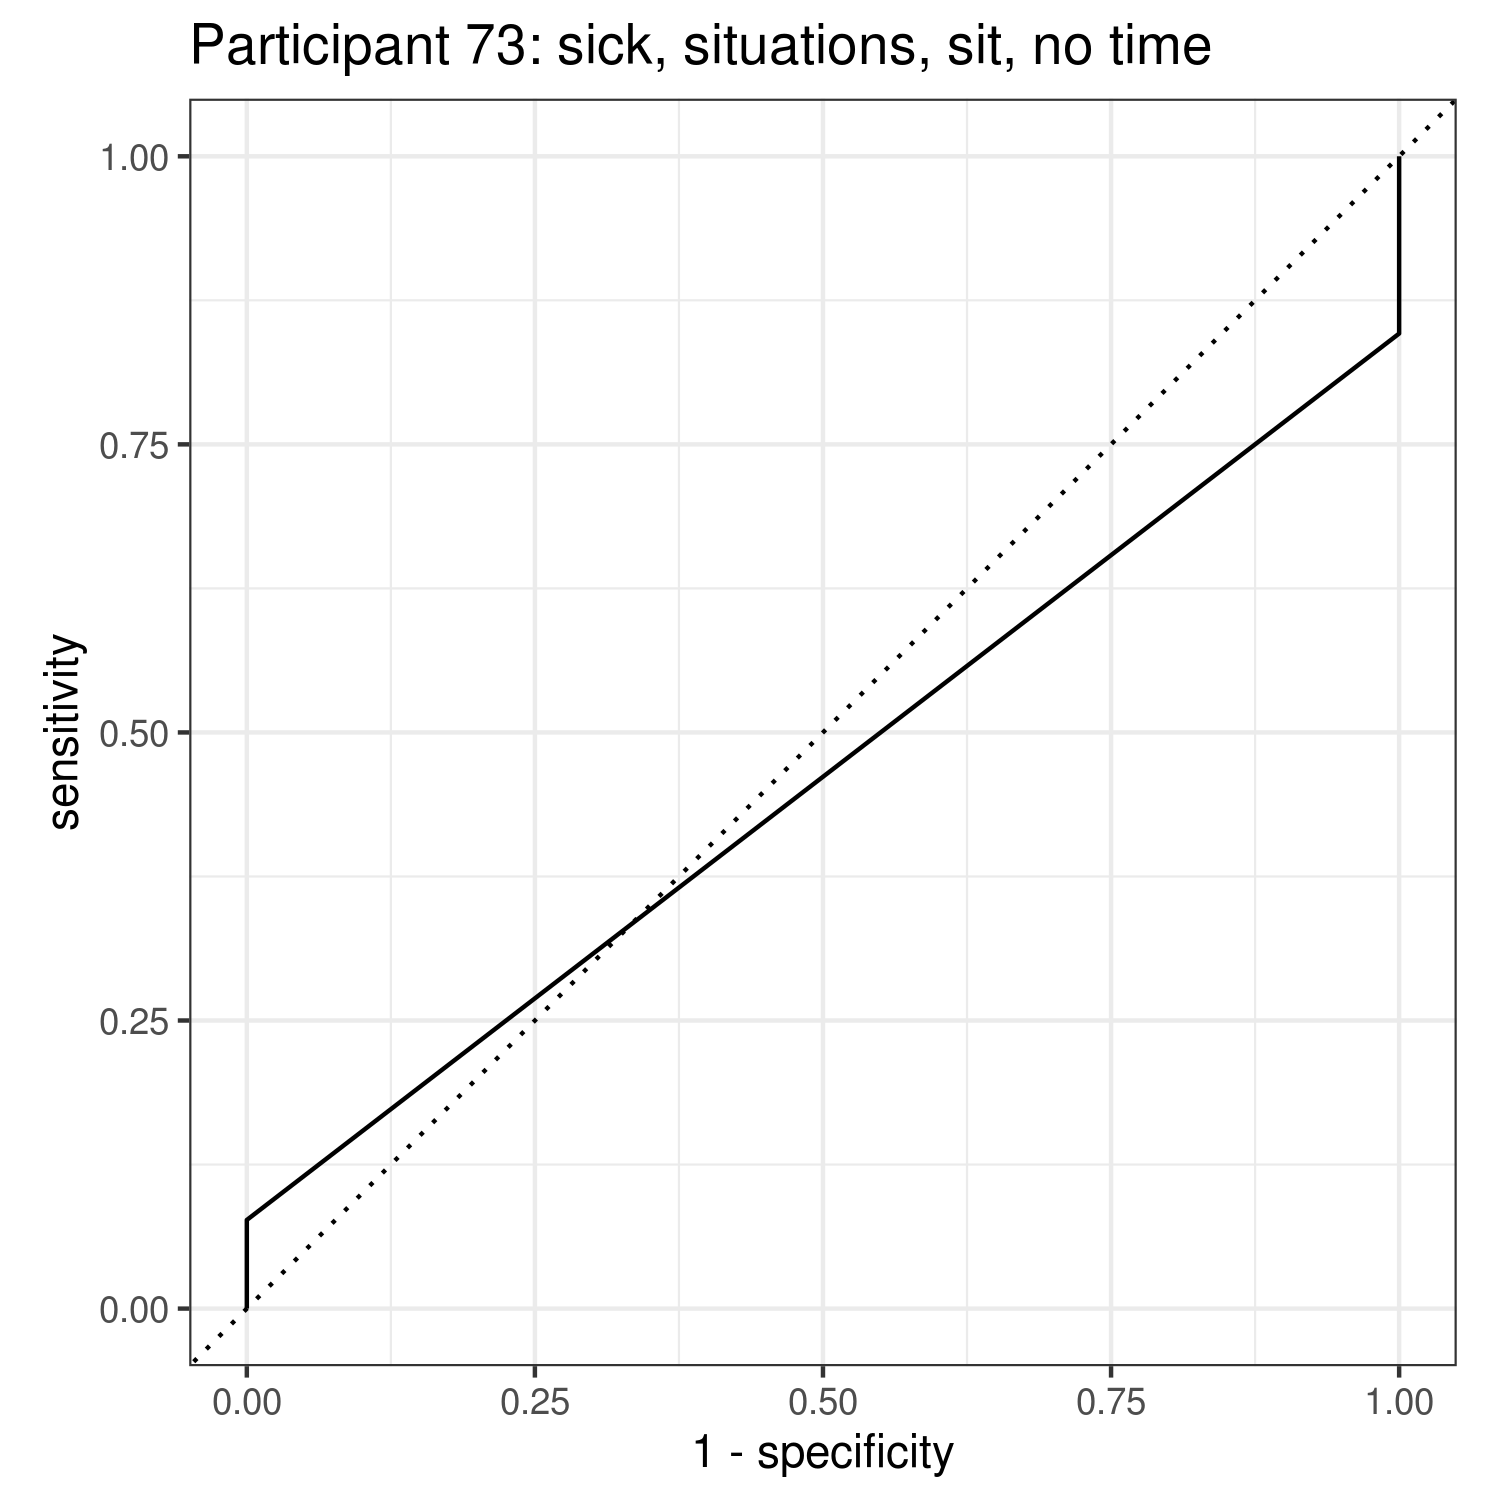 Participant 73: sick, situations, sit, no time
1.00
0.75
0.50
0.25
0.00
sensitivity
0.00 0.25 0.50 0.75 1.00
1 - specificity